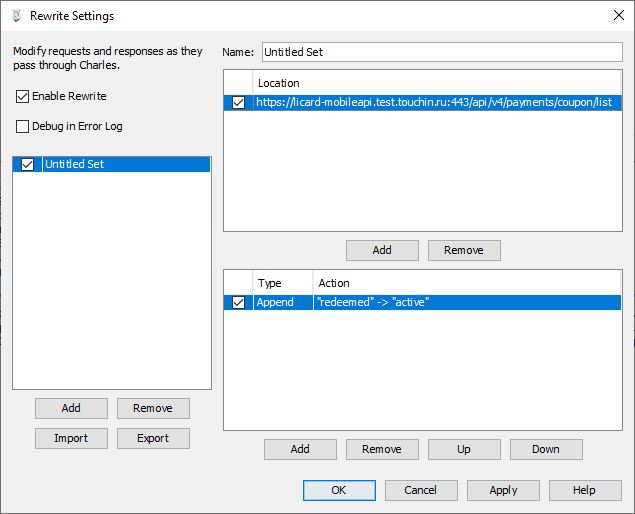 Rewrite Settings
Modify requests and responses as they
pass through Charles.
Enable Rewrite
Debug in Error Log
Untitled Set
Add
Remove
Import
Export
Name:
Untitled Set
Location
https://licard-mobileapi.test.touchin.ru:443/api/v4/payments/coupon/list
Add
Remove
Type
Action
Append
"redeemed" -> "active"
Add
Remove
Up
Down
OK
Cancel
Apply
Help